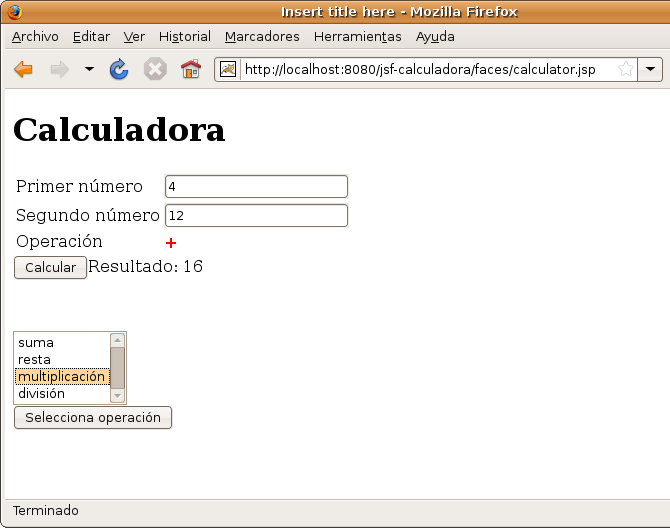 Insert title here - Mozilla Firefox
Archivo Editar Ver Historial Marcadores Herramientas Ayuda
http://localhost:8080/jsf-calculadora/faces/calculator.jsp
Calculadora
Primer número 4
Segundo número 12
Operación +
Calcular Resultado: 16
suma
resta
multiplicación
división
Selecciona operación
Terminado